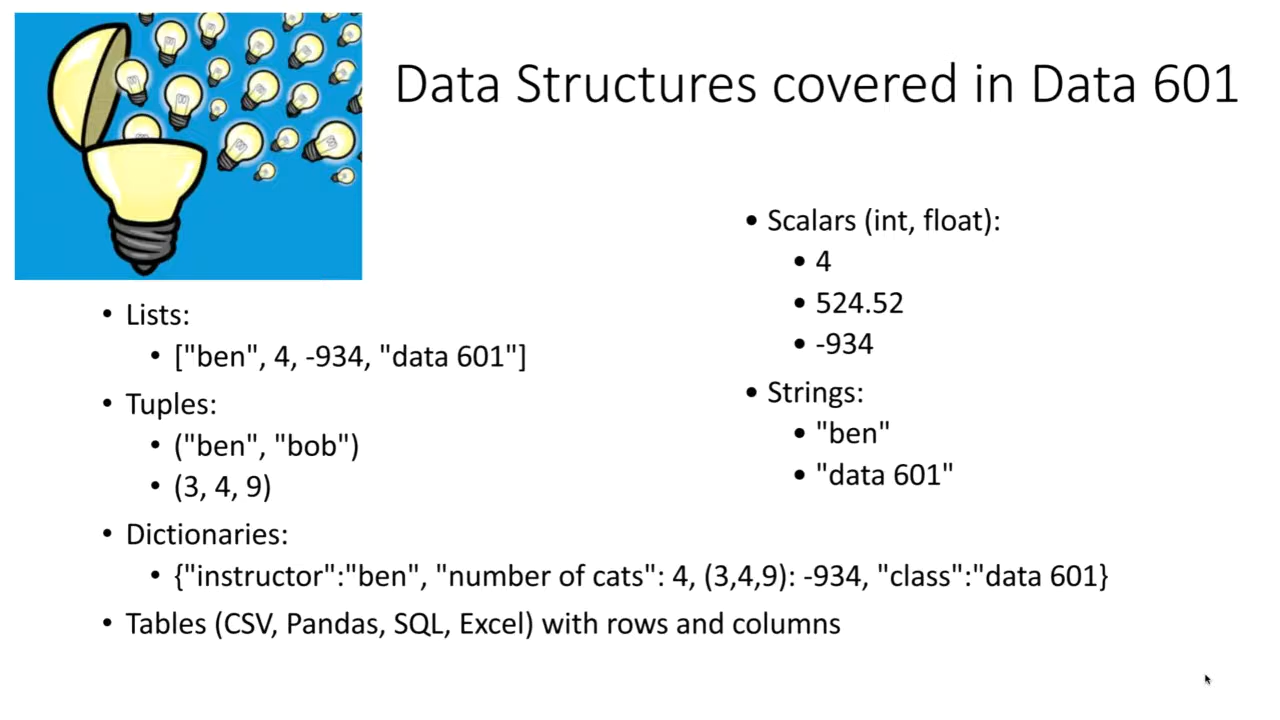 Data Structures covered in Data 601
• Lists:
• ["ben", 4, -934, "data 601"]
• Tuples:
• ("ben", "bob")
• (3, 4, 9)
• Dictionaries:
• {"instructor":"ben", "number of cats": 4, (3,4,9): -934, "class":"data 601}
• Tables (CSV, Pandas, SQL, Excel) with rows and columns
• Scalars (int, float):
• 4
• 524.52
• -934
• Strings:
• "ben"
• "data 601"